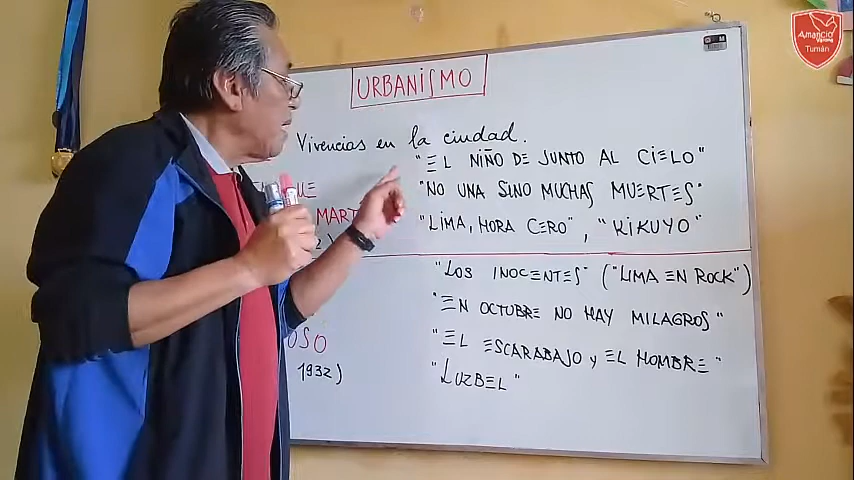 URBANISMO
Vivencias en la ciudad.
"EL NIÑO DE JUNTO AL CIELO"
"NO UNA SINO MUCHAS MUERTES"
"LIMA, HORA CERO", "KIKUYO"
"LOS INOCENTES" ("LIMA EN ROCK")
"EN OCTUBRE NO HAY MILAGROS"
"EL ESCARABAJO y EL HOMBRE"
1932)
"LUZBEL"
Amancio
Varona
Tumán